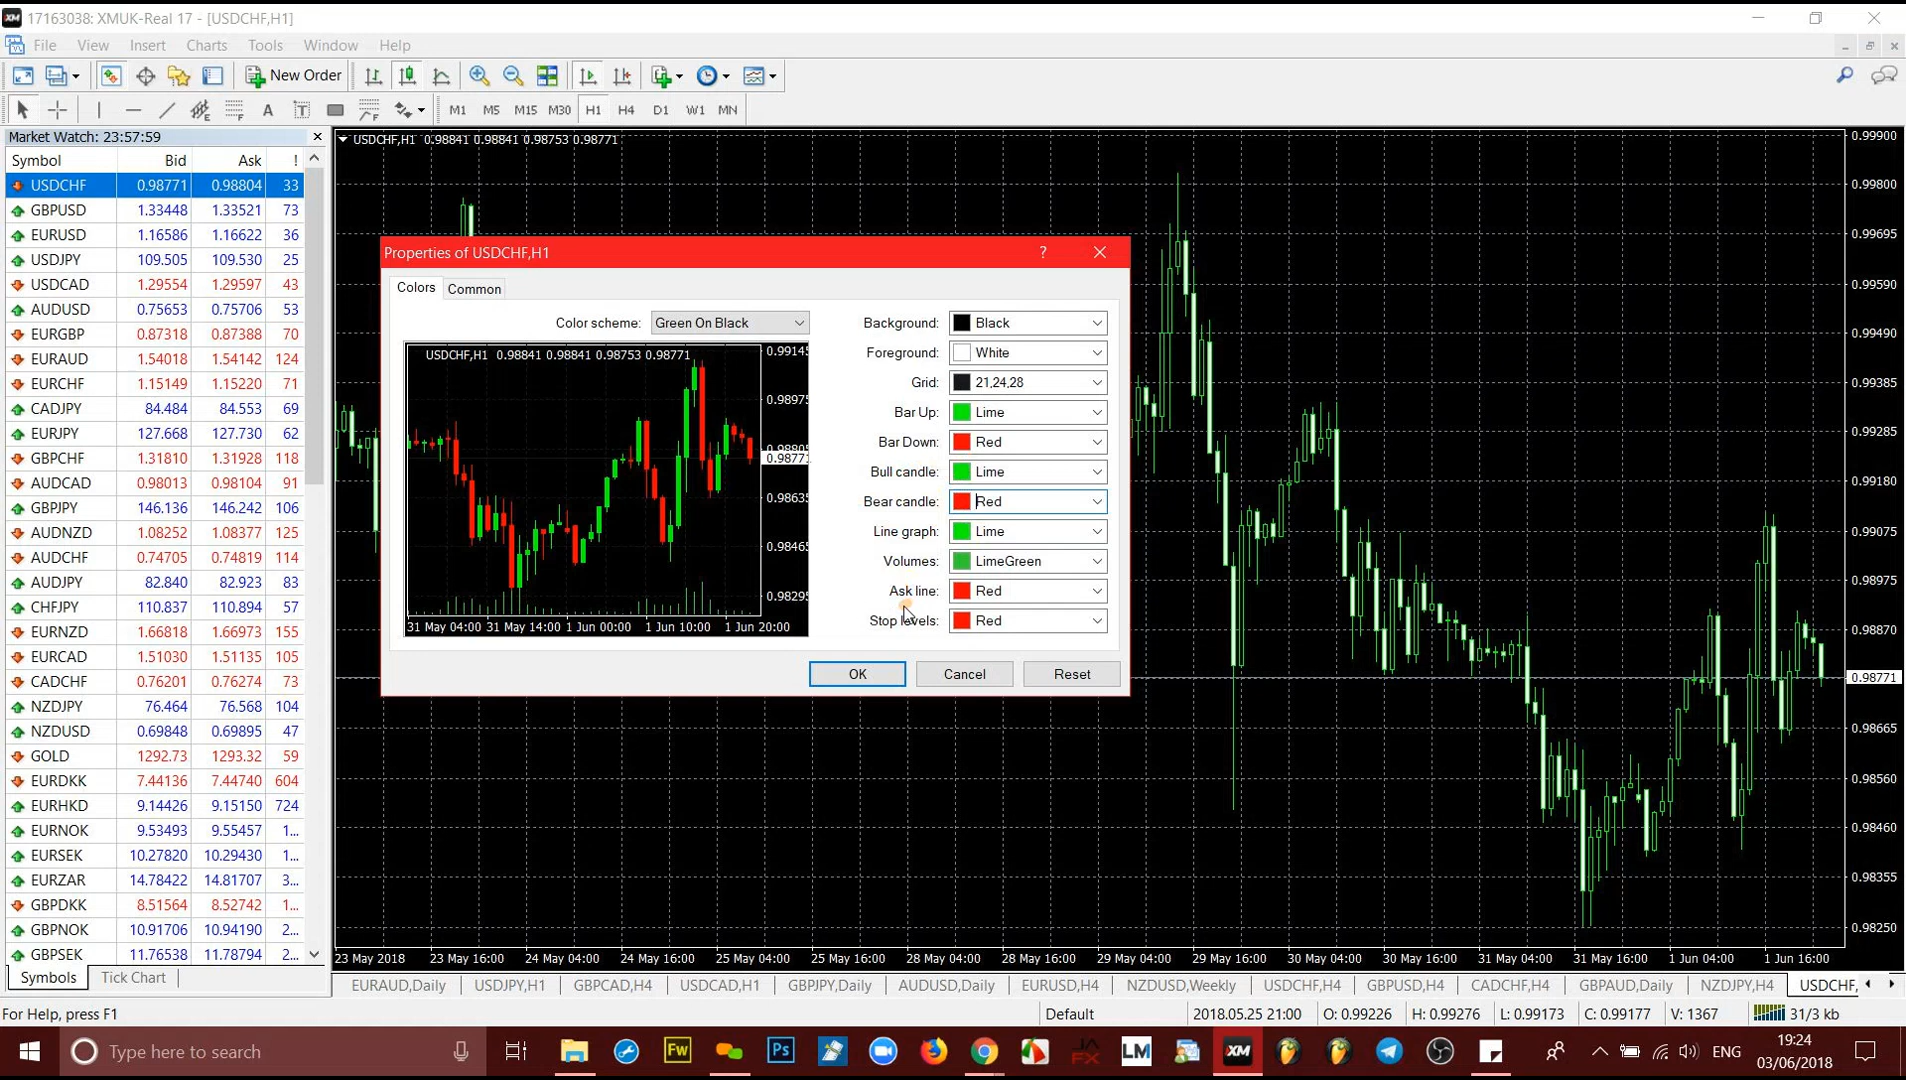 17163038: XMUK-Real 17 - [USDCHF,H1]
File View Insert Charts Tools Window Help
New Order
A T M1 M5 M15 M30 H1 H4 D1 W1 MN
Market Watch: 23:57:59
Symbol Bid Ask !
USDCHF 0.98771 0.98804 33
GBPUSD 1.33448 1.33521 73
EURUSD 1.16586 1.16622 36
USDJPY 109.505 109.530 25
USDCAD 1.29554 1.29597 43
AUDUSD 0.75653 0.75706 53
EURGBP 0.87318 0.87388 70
EURAUD 1.54018 1.54142 124
EURCHF 1.15149 1.15220 71
CADJPY 84.484 84.553 69
EURJPY 127.668 127.730 62
GBPCHF 1.31810 1.31928 118
AUDCAD 0.98013 0.98104 91
GBPJPY 146.136 146.242 106
AUDNZD 1.08252 1.08377 125
AUDCHF 0.74705 0.74819 114
AUDJPY 82.840 82.923 83
CHFJPY 110.837 110.894 57
EURNZD 1.66818 1.66973 155
EURCAD 1.51030 1.51135 105
CADCHF 0.76201 0.76274 73
NZDJPY 76.464 76.568 104
NZDUSD 0.69848 0.69895 47
GOLD 1292.73 1293.32 59
EURDKK 7.44136 7.44740 604
EURHKD 9.14426 9.15150 724
EURNOK 9.53493 9.55457 1...
EURSEK 10.27820 10.29430 1...
EURZAR 14.78422 14.81707 3...
GBPDKK 8.51564 8.52742 1...
GBPNOK 10.91706 10.94190 2...
GBPSEK 11.76538 11.78794 2...
Symbols Tick Chart
USDCHF,H1 0.98841 0.98841 0.98753 0.98771
Properties of USDCHF,H1 ?
Colors Common
Color scheme: Green On Black
USDCHF,H1 0.98841 0.98841 0.98753 0.98771
0.99145
0.98975
0.98771
0.98635
0.98465
0.98295
31 May 04:00 31 May 14:00 1 Jun 00:00 1 Jun 10:00 1 Jun 20:00
Background: Black
Foreground: White
Grid: 21,24,28
Bar Up: Lime
Bar Down: Red
Bull candle: Lime
Bear candle: Red
Line graph: Lime
Volumes: LimeGreen
Ask line: Red
Stop levels: Red
OK Cancel Reset
0.99900
0.99800
0.99695
0.99590
0.99490
0.99385
0.99285
0.99180
0.99075
0.98975
0.98870
0.98771
0.98665
0.98560
0.98460
0.98355
0.98250
23 May 2018 23 May 16:00 24 May 04:00 24 May 16:00 25 May 04:00 25 May 16:00 28 May 04:00 28 May 16:00 29 May 04:00 29 May 16:00 30 May 04:00 30 May 16:00 31 May 04:00 31 May 16:00 1 Jun 04:00 1 Jun 16:00
EURAUD,Daily USDJPY,H1 GBPCAD,H4 USDCAD,H1 GBPJPY,Daily AUDUSD,Daily EURUSD,H4 NZDUSD,Weekly USDCHF,H4 GBPUSD,H4 CADCHF,H4 GBPAUD,Daily NZDJPY,H4 USDCHF,
For Help, press F1 Default 2018.05.25 21:00 O: 0.99226 H: 0.99276 L: 0.99173 C: 0.99177 V: 1367 31/3 kb
Type here to search Fw Ps LM XM ENG 19:24
03/06/2018